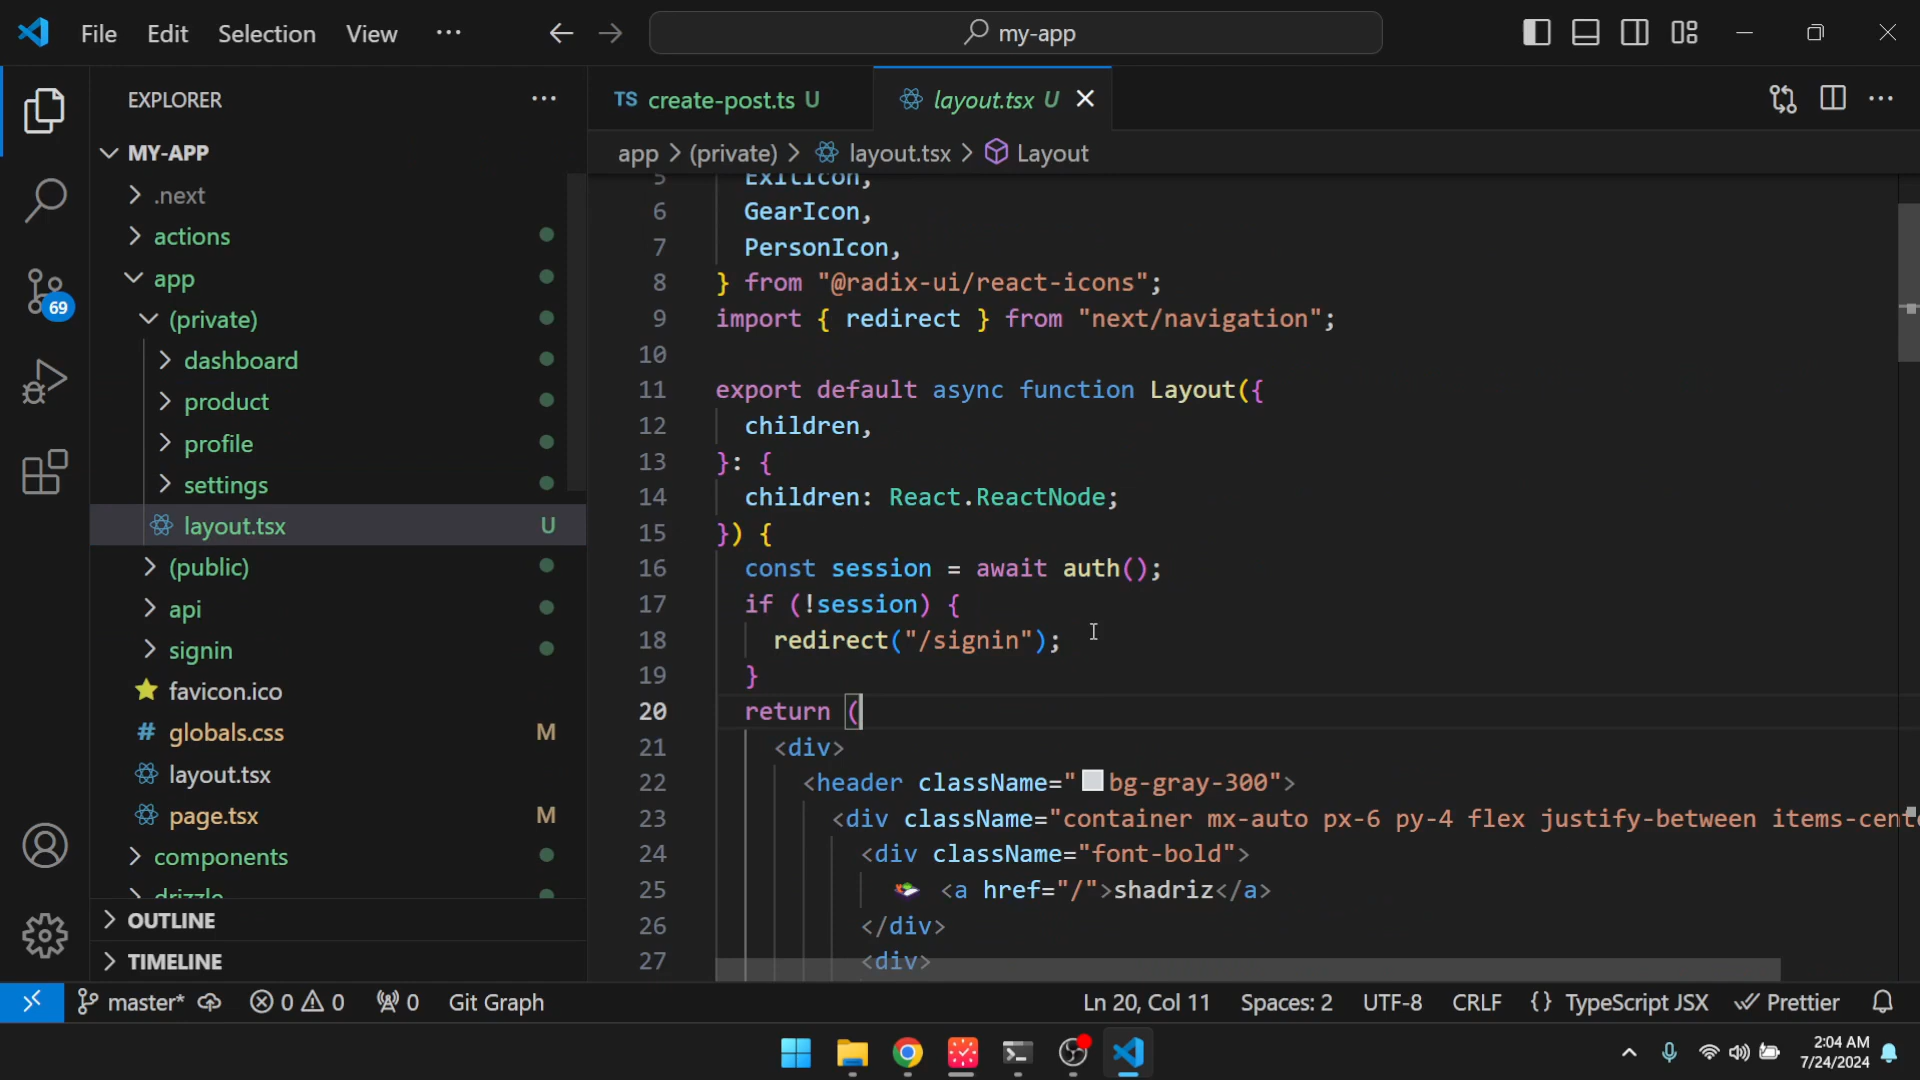 File Edit Selection View ··· my-app
EXPLORER ···
MY-APP
.next
actions
app
(private)
dashboard
product
profile
settings
layout.tsx U
(public)
api
signin
favicon.ico
# globals.css M
layout.tsx
page.tsx M
components
drizzle
OUTLINE
TIMELINE
69
TS create-post.ts U layout.tsx U
app > (private) > layout.tsx > Layout
5 ExitIcon,
6 GearIcon,
7 PersonIcon,
8 } from "@radix-ui/react-icons";
9 import { redirect } from "next/navigation";
10
11 export default async function Layout({
12 children,
13 }: {
14 children: React.ReactNode;
15 }) {
16 const session = await auth();
17 if (!session) {
18 redirect("/signin");
19 }
20 return (
21 <div>
22 <header className="bg-gray-300">
23 <div className="container mx-auto px-6 py-4 flex justify-between items-cent
24 <div className="font-bold">
25 <a href="/">shadriz</a>
26 </div>
27 <div>
master* 0 0 0 Git Graph Ln 20, Col 11 Spaces: 2 UTF-8 CRLF {} TypeScript JSX Prettier
2:04 AM
7/24/2024